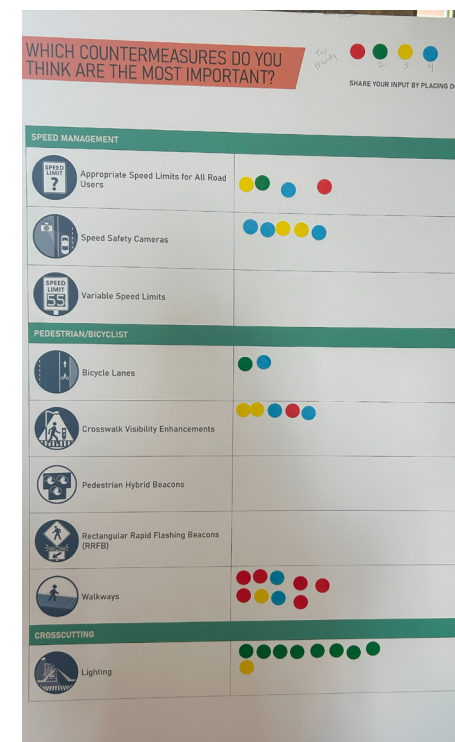 WHICH COUNTERMEASURES DO YOU
THINK ARE THE MOST IMPORTANT?
Top
Priority
1 2 3 4
SHARE YOUR INPUT BY PLACING D
SPEED MANAGEMENT
SPEED
LIMIT
?
Appropriate Speed Limits for All Road
Users
Speed Safety Cameras
SPEED
LIMIT
55
Variable Speed Limits
PEDESTRIAN/BICYCLIST
Bicycle Lanes
Crosswalk Visibility Enhancements
Pedestrian Hybrid Beacons
Rectangular Rapid Flashing Beacons
(RRFB)
Walkways
CROSSCUTTING
Lighting